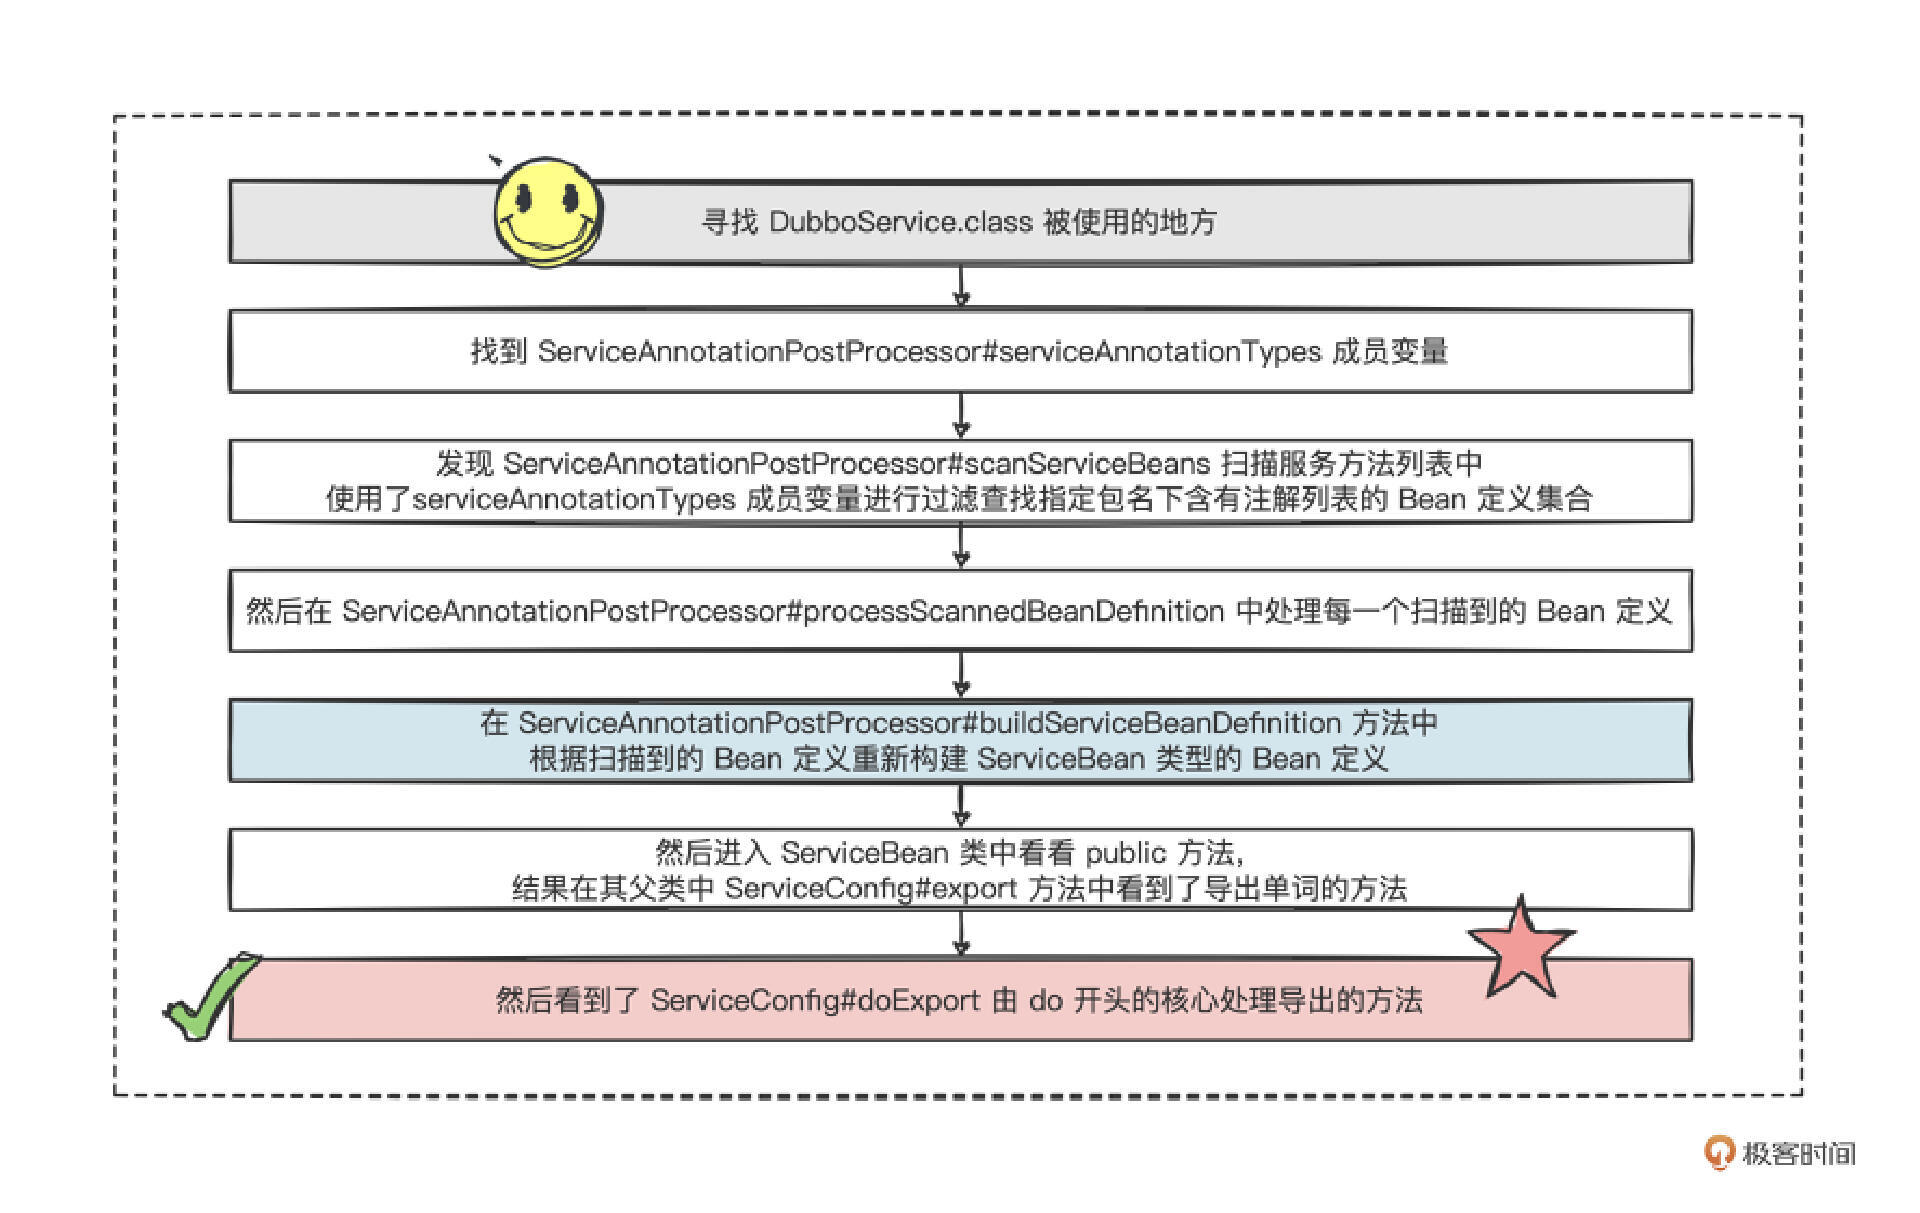 寻找 DubboService.class 被使用的地方
找到 ServiceAnnotationPostProcessor#serviceAnnotationTypes 成员变量
发现 ServiceAnnotationPostProcessor#scanServiceBeans 扫描服务方法列表中
使用了serviceAnnotationTypes 成员变量进行过滤查找指定包名下含有注解列表的 Bean 定义集合
然后在 ServiceAnnotationPostProcessor#processScannedBeanDefinition 中处理每一个扫描到的 Bean 定义
在 ServiceAnnotationPostProcessor#buildServiceBeanDefinition 方法中
根据扫描到的 Bean 定义重新构建 ServiceBean 类型的 Bean 定义
然后进入 ServiceBean 类中看看 public 方法,
结果在其父类中 ServiceConfig#export 方法中看到了导出单词的方法
然后看到了 ServiceConfig#doExport 由 do 开头的核心处理导出的方法
极客时间